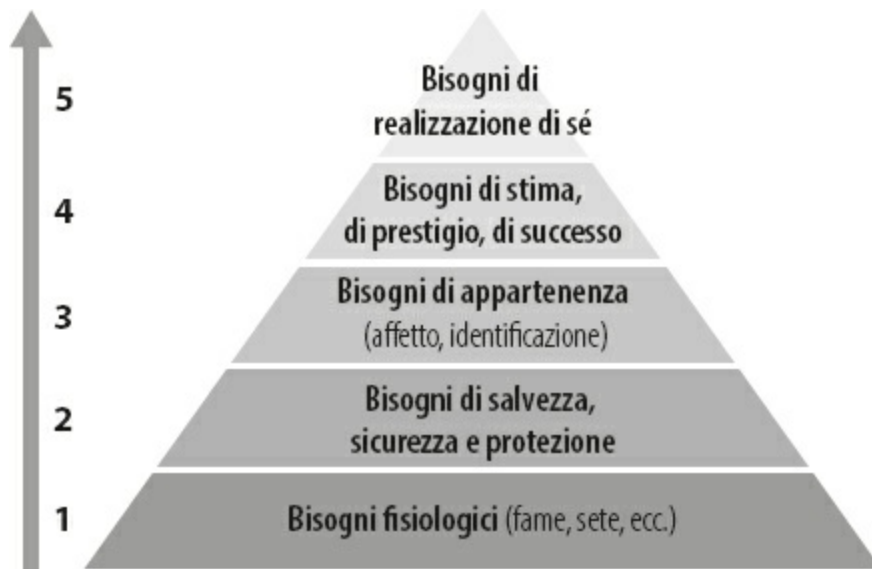 5
Bisogni di
realizzazione di sé
4
Bisogni di stima,
di prestigio, di successo
3
Bisogni di appartenenza
(affetto, identificazione)
2
Bisogni di salvezza,
sicurezza e protezione
1
Bisogni fisiologici (fame, sete, ecc.)